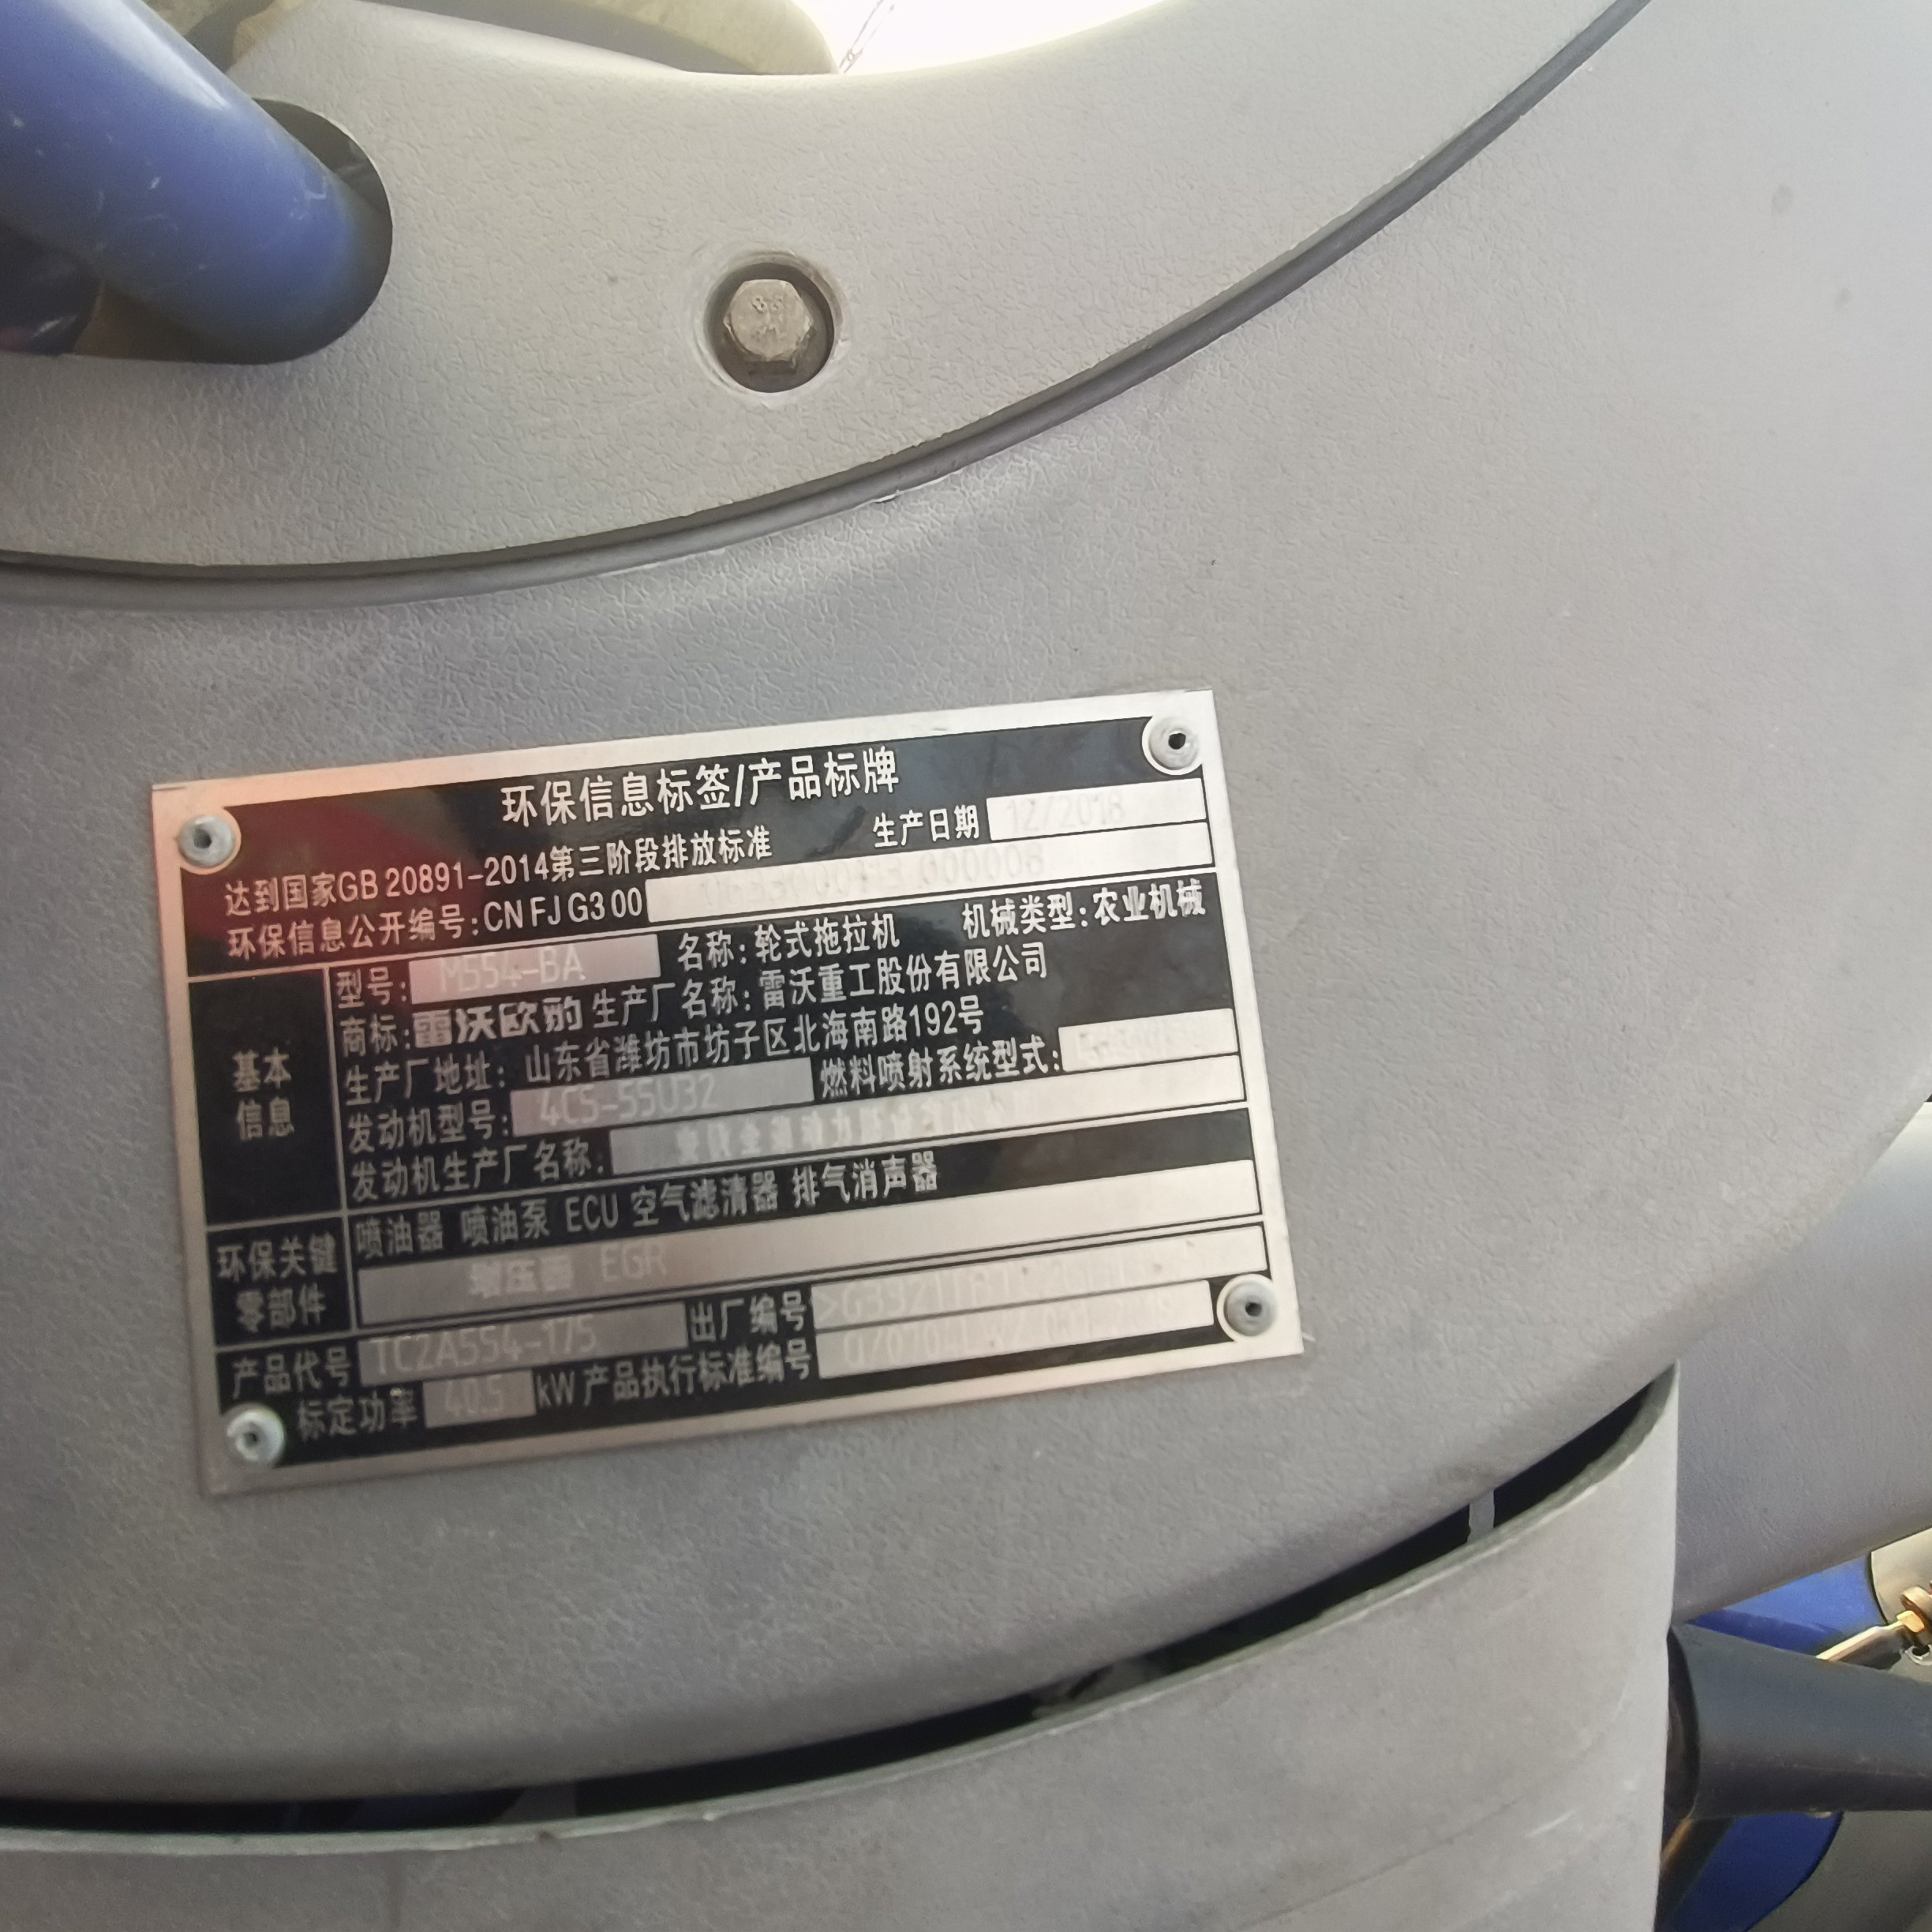 环保信息标签/产品标牌
达到国家GB 20891-2014第三阶段排放标准 生产日期 12/2018
环保信息公开编号:CN FJ G3 00
基本信息
型号: M554-BA 名称:轮式拖拉机 机械类型:农业机械
商标:雷沃欧豹 生产厂名称:雷沃重工股份有限公司
生产厂地址: 山东省潍坊市坊子区北海南路192号
发动机型号: 4C5-55U32 燃料喷射系统型式:
发动机生产厂名称:
环保关键零部件
喷油器 喷油泵 ECU 空气滤清器 排气消声器
增压器 EGR
产品代号 TC2A554-175 出厂编号
标定功率 40.5 kW 产品执行标准编号